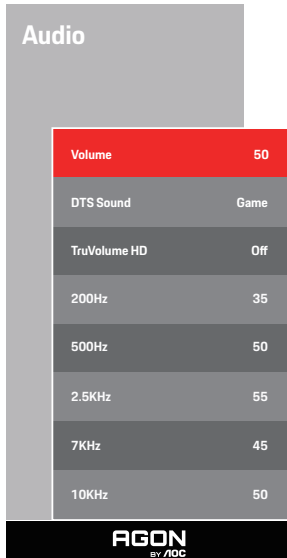 Audio
Volume 50
DTS Sound Game
TruVolume HD Off
200Hz 35
500Hz 50
2.5KHz 55
7KHz 45
10KHz 50
AGON
BY AOC